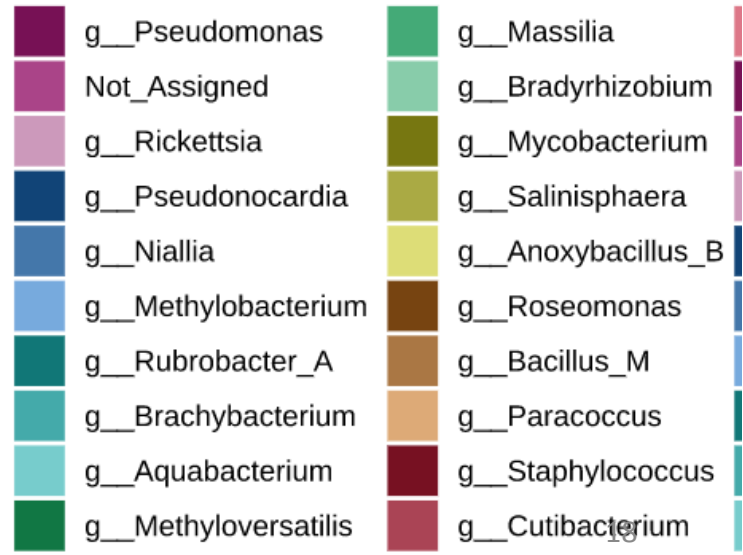 g__Pseudomonas
Not_Assigned
g__Rickettsia
g__Pseudonocardia
g__Niallia
g__Methylobacterium
g__Rubrobacter_A
g__Brachybacterium
g__Aquabacterium
g__Methyloversatilis
g__Massilia
g__Bradyrhizobium
g__Mycobacterium
g__Salinisphaera
g__Anoxybacillus_B
g__Roseomonas
g__Bacillus_M
g__Paracoccus
g__Staphylococcus
g__Cutibacterium
18